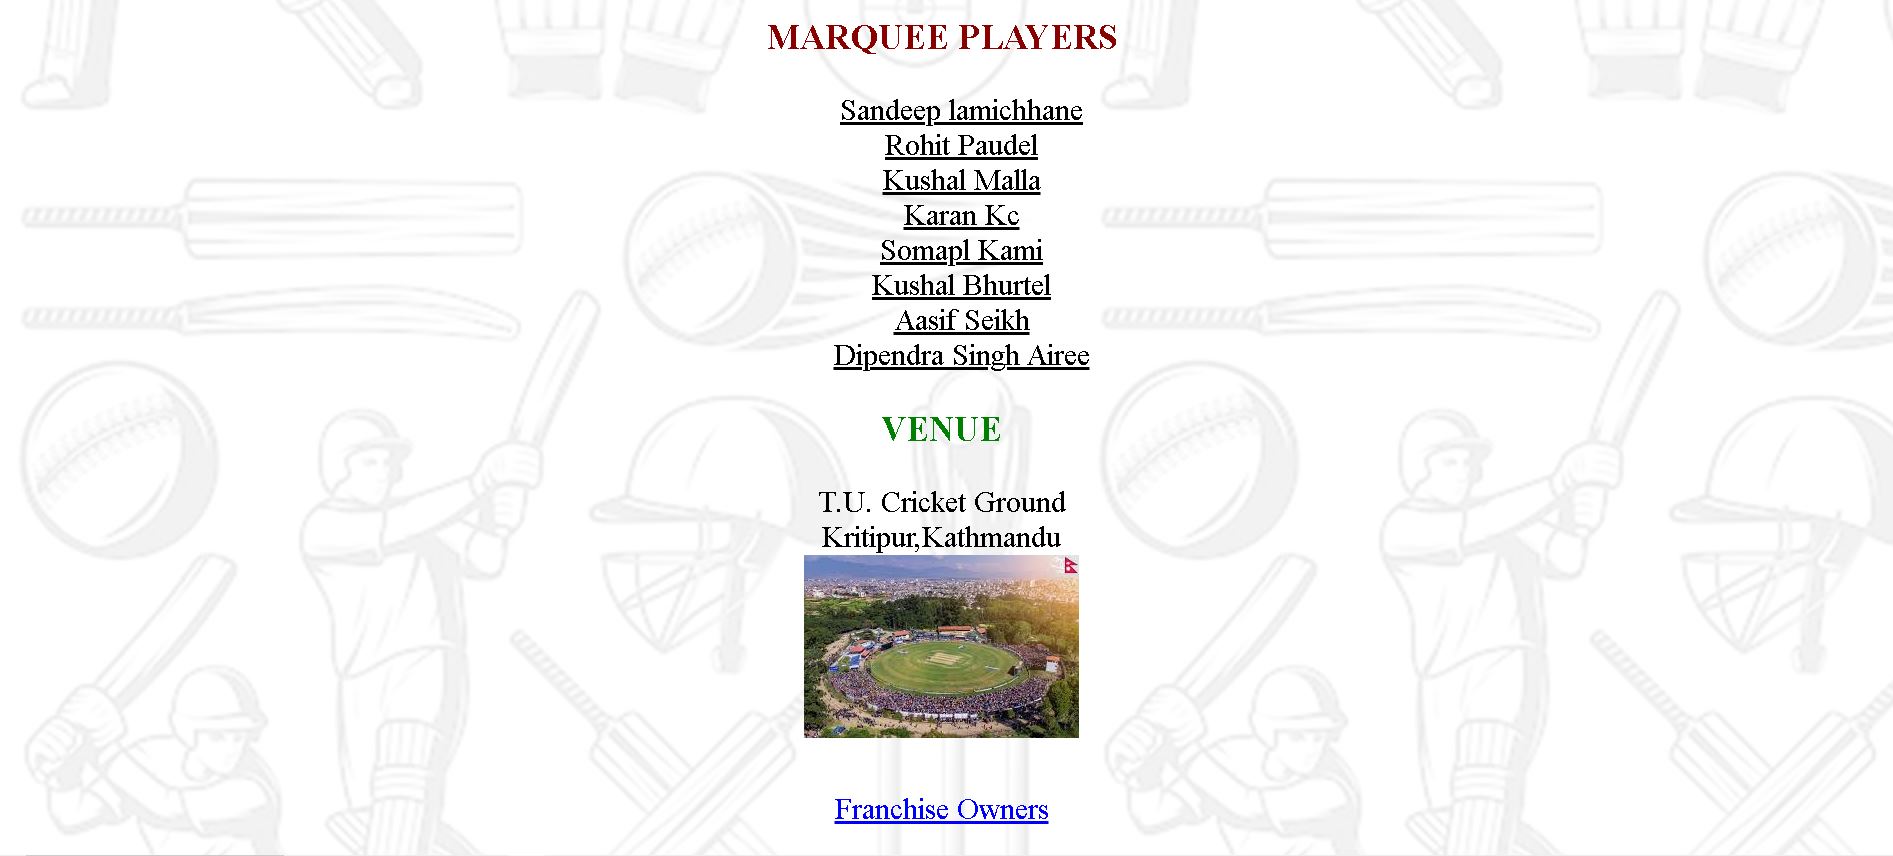 MARQUEE PLAYERS
Sandeep lamichhane
Rohit Paudel
Kushal Malla
Karan Kc
Somapl Kami
Kushal Bhurtel
Aasif Seikh
Dipendra Singh Airee
VENUE
T.U. Cricket Ground
Kritipur,Kathmandu
Franchise Owners